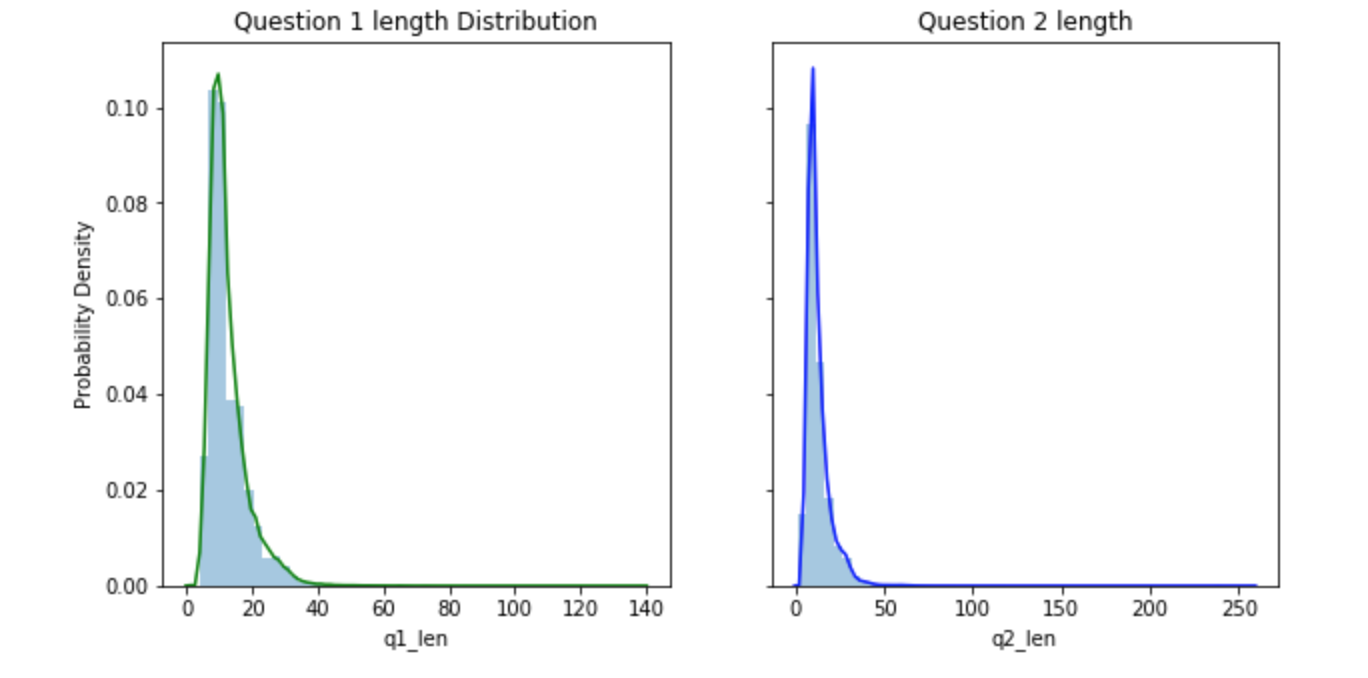 Question 1 length Distribution
Question 2 length
Probability Density
0.10
0.08
0.06
0.04
0.02
0.00
0 20 40 60 80 100 120 140
0 50 100 150 200 250
q1_len
q2_len